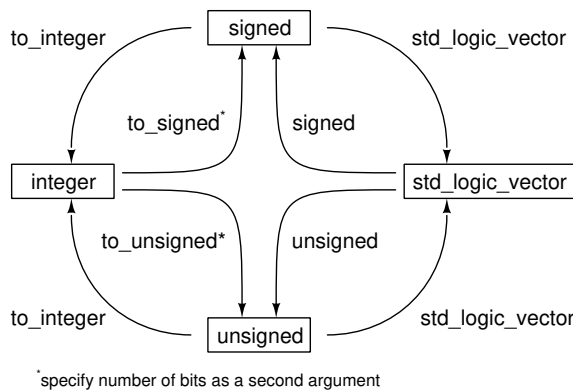 to_integer
signed
std_logic_vector
to_signed*
signed
integer
std_logic_vector
to_unsigned*
unsigned
to_integer
unsigned
std_logic_vector
*specify number of bits as a second argument